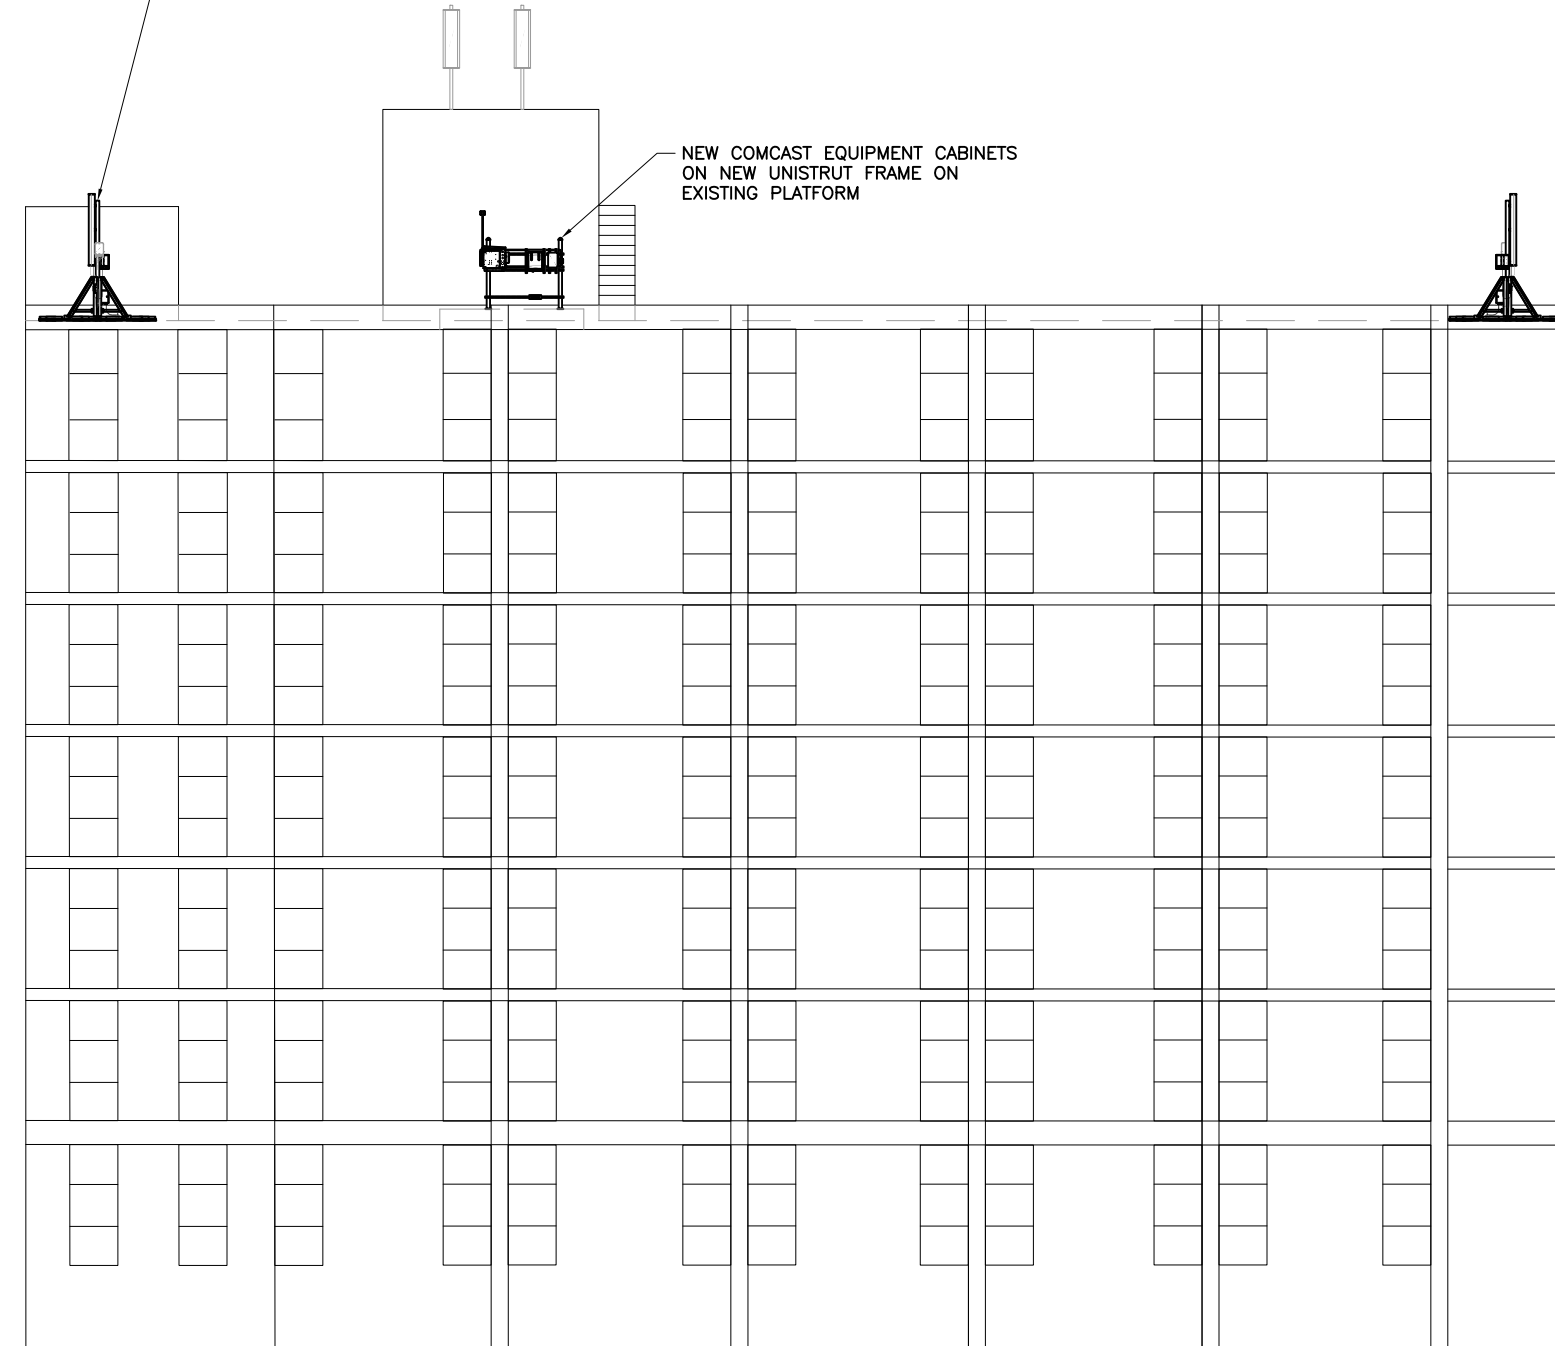 NEW COMCAST EQUIPMENT CABINETS
ON NEW UNISTRUT FRAME ON
EXISTING PLATFORM